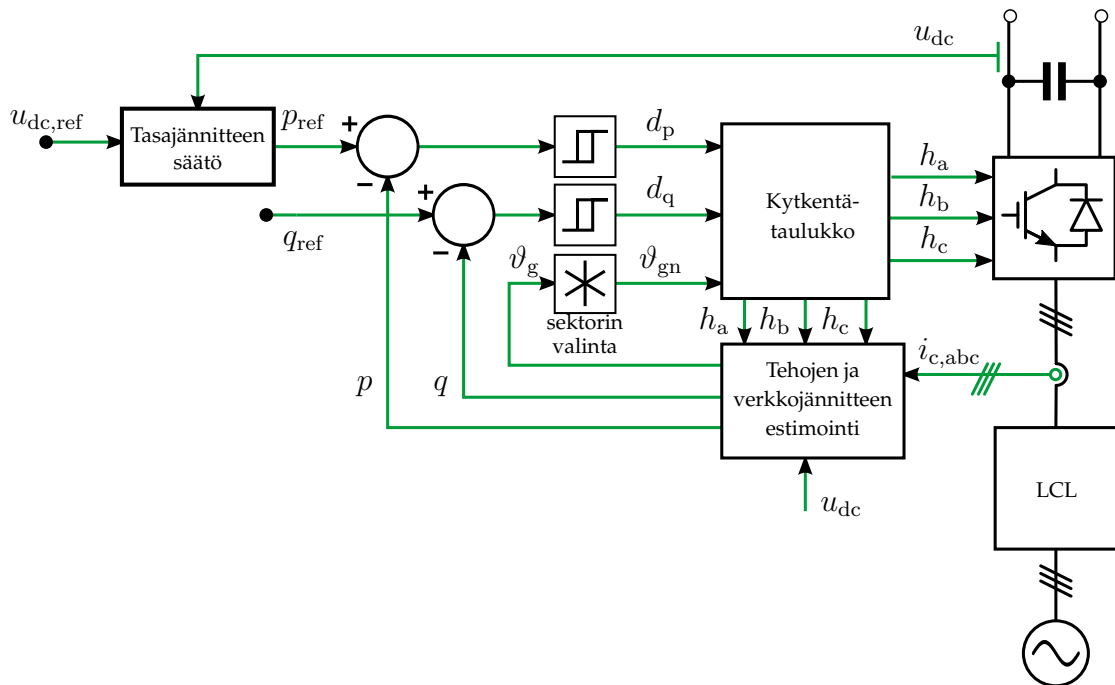 u_dc
u_dc,ref
Tasajännitteen
säätö
p_ref
+
−
d_p
+
−
d_q
q_ref
Kytkentä-
taulukko
h_a
h_b
h_c
ϑ_g
ϑ_gn
sektorin
valinta
h_a h_b h_c
p
q
Tehojen ja
verkkojännitteen
estimointi
i_c,abc
u_dc
LCL